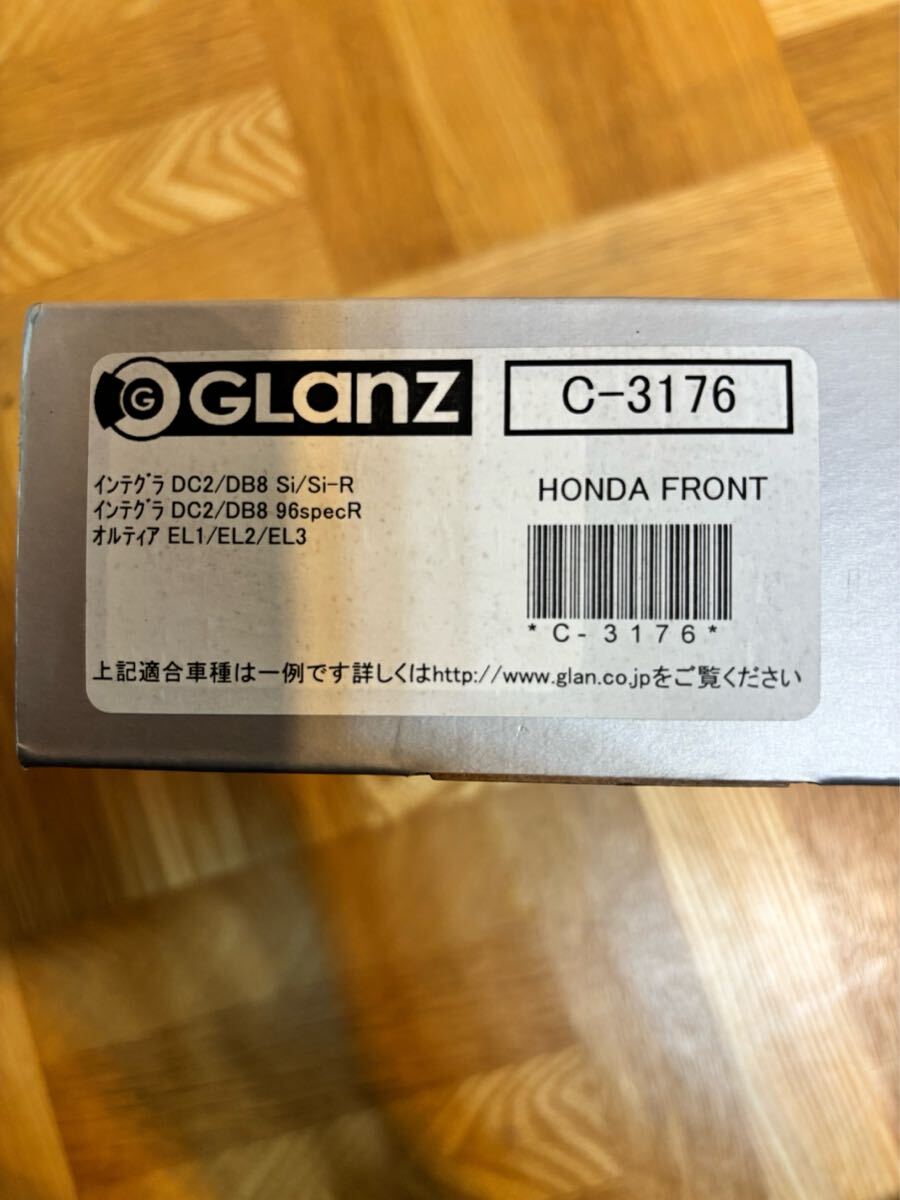 G GLanz
C-3176
インテグラ DC2/DB8 Si/Si-R
インテグラ DC2/DB8 96specR
オルティア EL1/EL2/EL3
HONDA FRONT
*C-3176*
上記適合車種は一例です詳しくはhttp://www.glan.co.jpをご覧ください